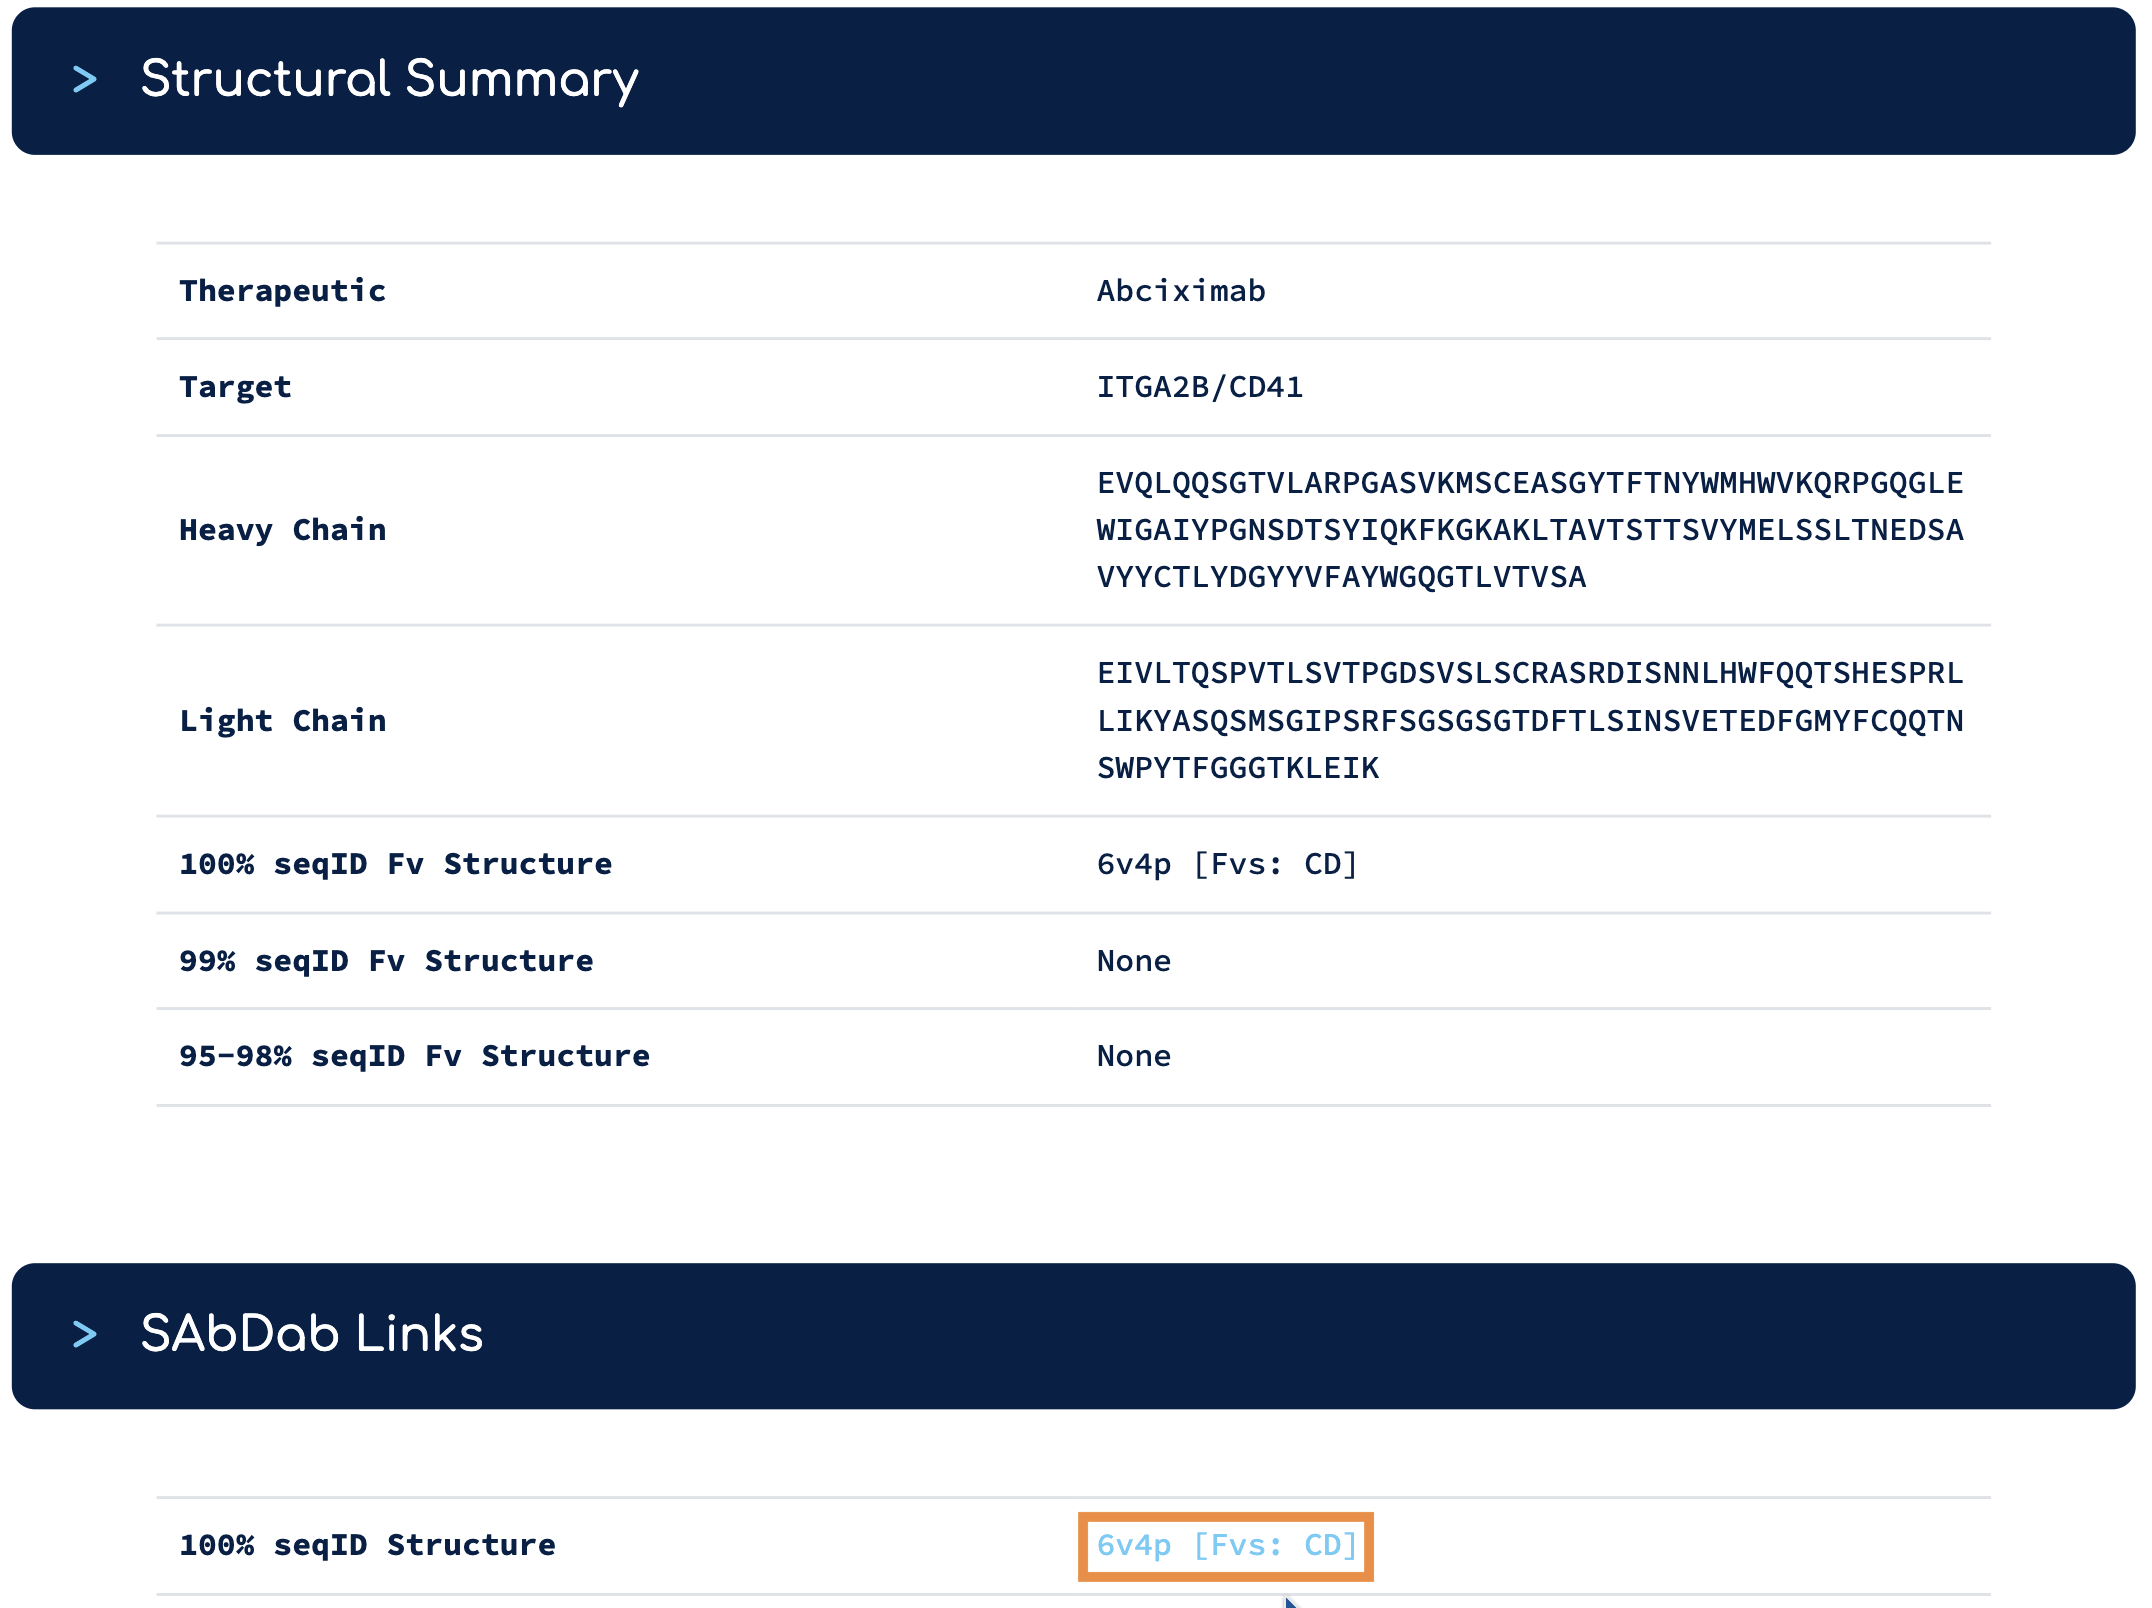 > Structural Summary
Therapeutic Abciximab
Target ITGA2B/CD41
Heavy Chain EVQLQQSGTVLARPGASVKMSCEASGYTFTNYWMHWVKQRPGQGLE
WIGAIYPGNSDTSYIQKFKGKAKLTAVTSTTSVYMELSSLTNEDSA
VYYCTLYDGYYVFAYWGQGTLVTVSA
Light Chain EIVLTQSPVTLSVTPGDSVSLSCRASRDISNNLHWFQQTSHESPRL
LIKYASQSMSGIPSRFSGSGSGTDFTLSINSVETEDFGMYFCQQTN
SWPYTFGGGTKLEIK
100% seqID Fv Structure 6v4p [Fvs: CD]
99% seqID Fv Structure None
95-98% seqID Fv Structure None
> SAbDab Links
100% seqID Structure 6v4p [Fvs: CD]